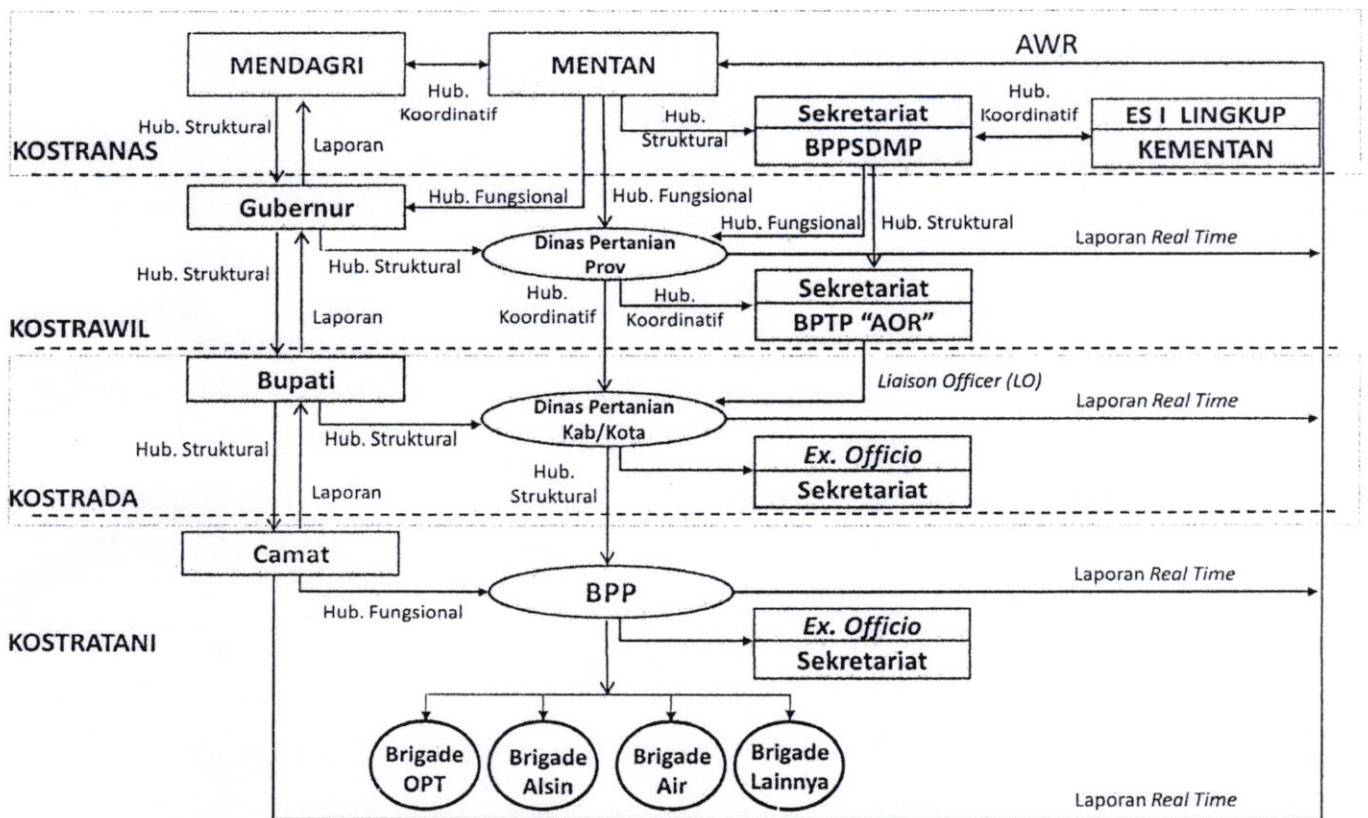 AWR
MENDAGRI
MENTAN
Hub.
Koordinatif
Hub. Struktural
Laporan
Hub.
Struktural
Sekretariat
BPPSDMP
Hub.
Koordinatif
ES I LINGKUP
KEMENTAN
KOSTRANAS
Gubernur
Hub. Fungsional
Hub. Fungsional
Hub. Fungsional
Hub. Struktural
Hub. Struktural
Hub. Struktural
Dinas Pertanian
Prov
Laporan Real Time
Laporan
Hub.
Koordinatif
Hub.
Koordinatif
Sekretariat
BPTP "AOR"
KOSTRAWIL
Bupati
Liaison Officer (LO)
Hub. Struktural
Hub. Struktural
Dinas Pertanian
Kab/Kota
Laporan Real Time
Laporan
Hub.
Struktural
Ex. Officio
Sekretariat
KOSTRADA
Camat
Hub. Fungsional
BPP
Laporan Real Time
Ex. Officio
Sekretariat
KOSTRATANI
Brigade
OPT
Brigade
Alsin
Brigade
Air
Brigade
Lainnya
Laporan Real Time